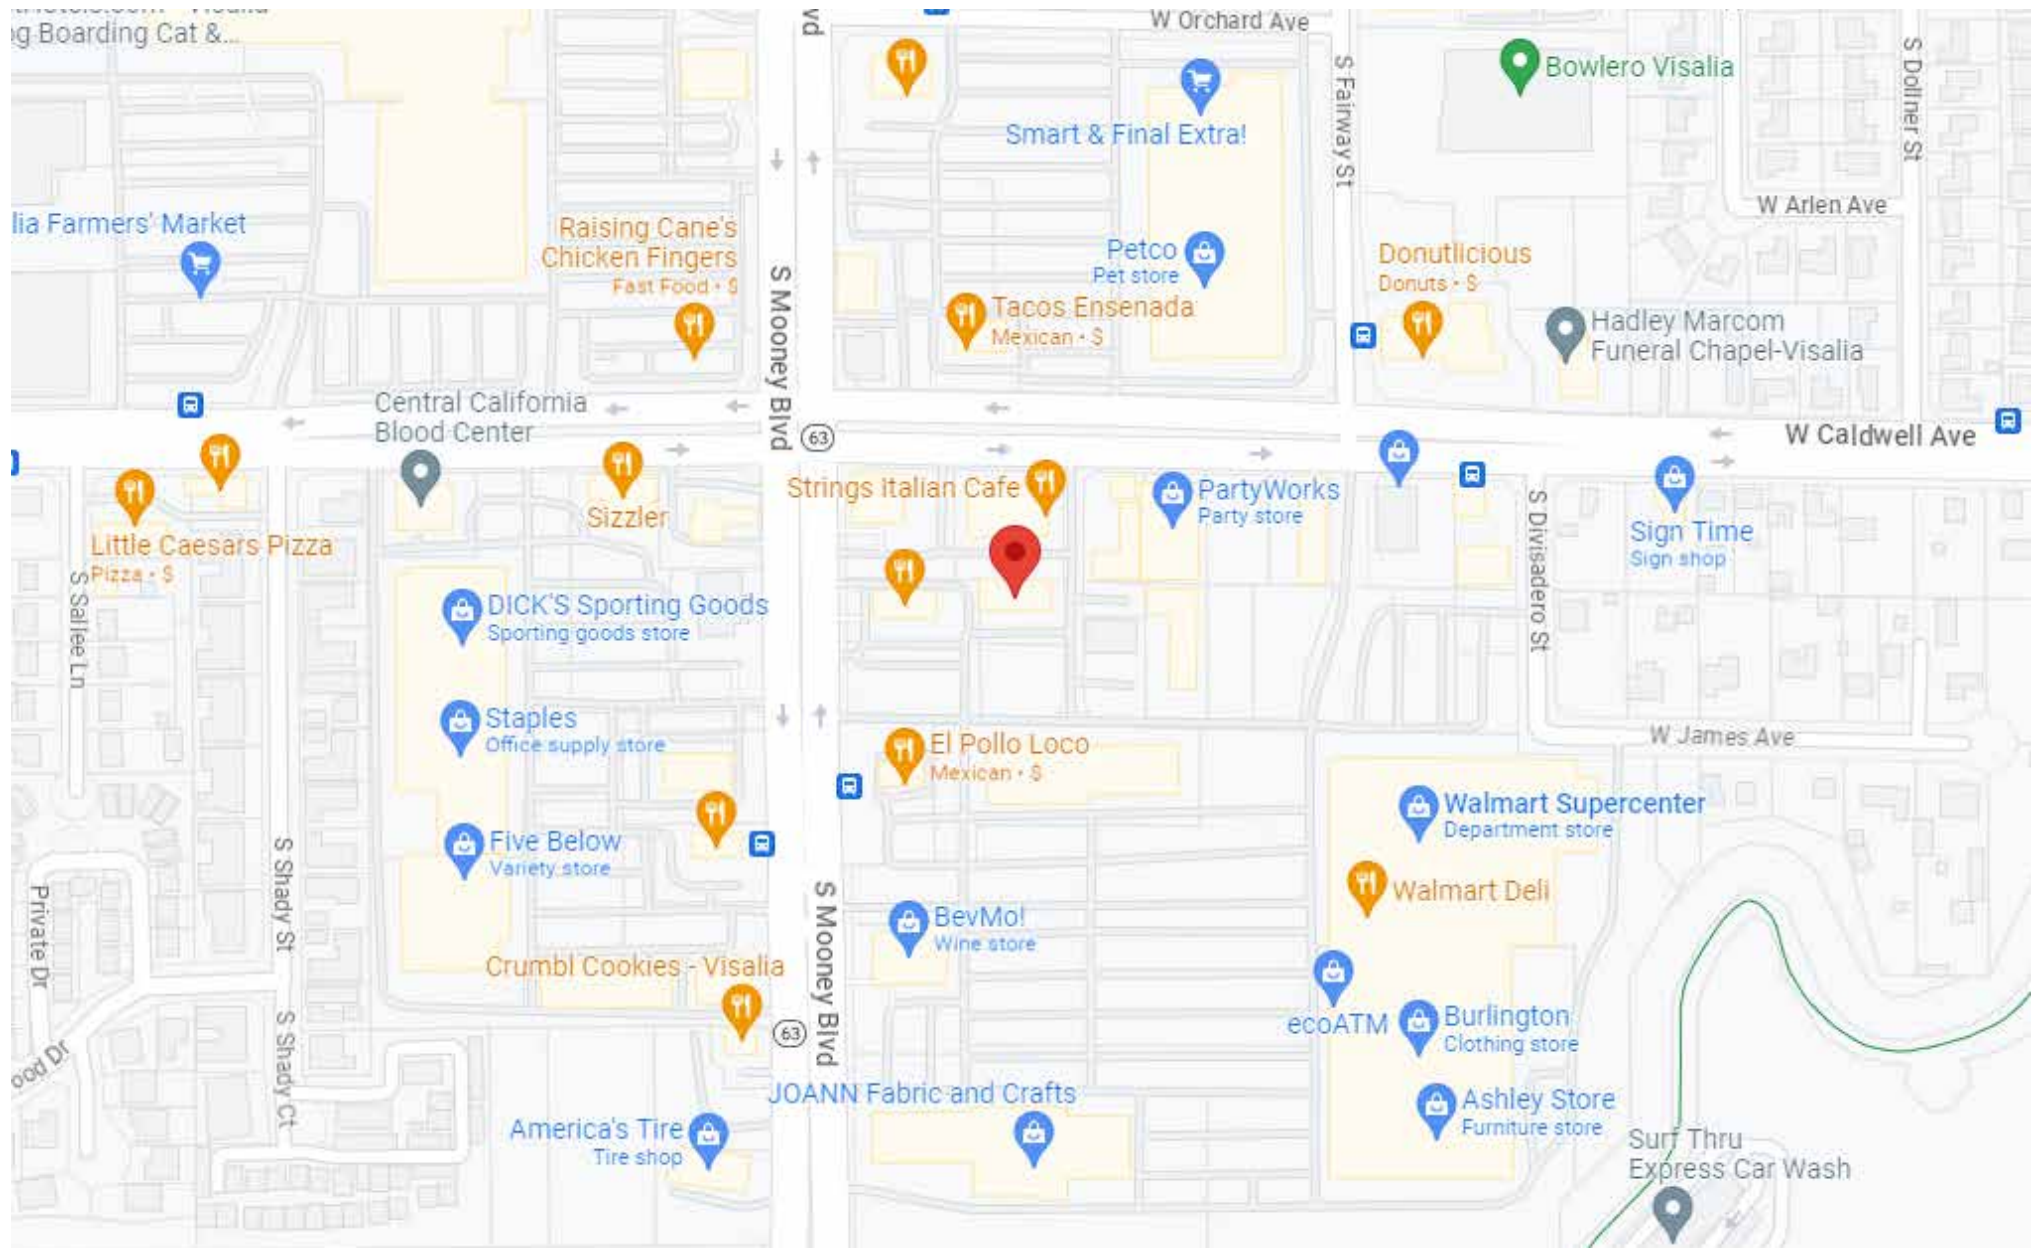 g Boarding Cat &...
W Orchard Ave
S Fairway St
Bowlero Visalia
S Dollner St
Smart & Final Extra!
W Arlen Ave
lia Farmers' Market
Raising Cane's
Chicken Fingers
Fast Food • $
S Mooney Blvd
Petco
Pet store
Tacos Ensenada
Mexican • $
Donutlicious
Donuts • $
Hadley Marcom
Funeral Chapel-Visalia
Central California
Blood Center
63
W Caldwell Ave
Little Caesars Pizza
Pizza • $
Sizzler
Strings Italian Cafe
PartyWorks
Party store
Sign Time
Sign shop
S Divisadero St
S Sallee Ln
DICK'S Sporting Goods
Sporting goods store
Staples
Office supply store
El Pollo Loco
Mexican • $
W James Ave
Walmart Supercenter
Department store
Walmart Deli
Five Below
Variety store
S Shady St
Private Dr
BevMo!
Wine store
S Mooney Blvd
Crumbl Cookies - Visalia
63
ecoATM
Burlington
Clothing store
S Shady Ct
ood Dr
JOANN Fabric and Crafts
America's Tire
Tire shop
Ashley Store
Furniture store
Surf Thru
Express Car Wash